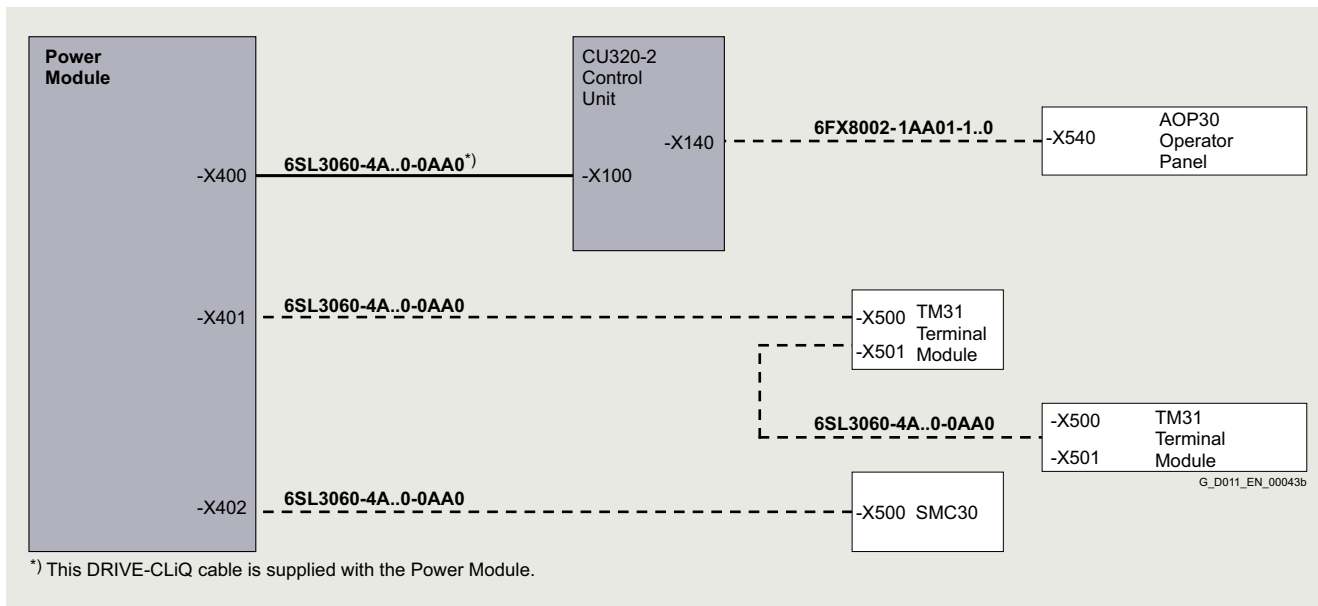 Power
Module
CU320-2
Control
Unit
-X140
6FX8002-1AA01-1..0
-X540
AOP30
Operator
Panel
-X400
6SL3060-4A..0-0AA0*)
-X100
-X401
6SL3060-4A..0-0AA0
-X500 TM31
Terminal
-X501 Module
6SL3060-4A..0-0AA0
-X500 TM31
Terminal
-X501 Module
G_D011_EN_00043b
-X402
6SL3060-4A..0-0AA0
-X500 SMC30
*) This DRIVE-CLiQ cable is supplied with the Power Module.